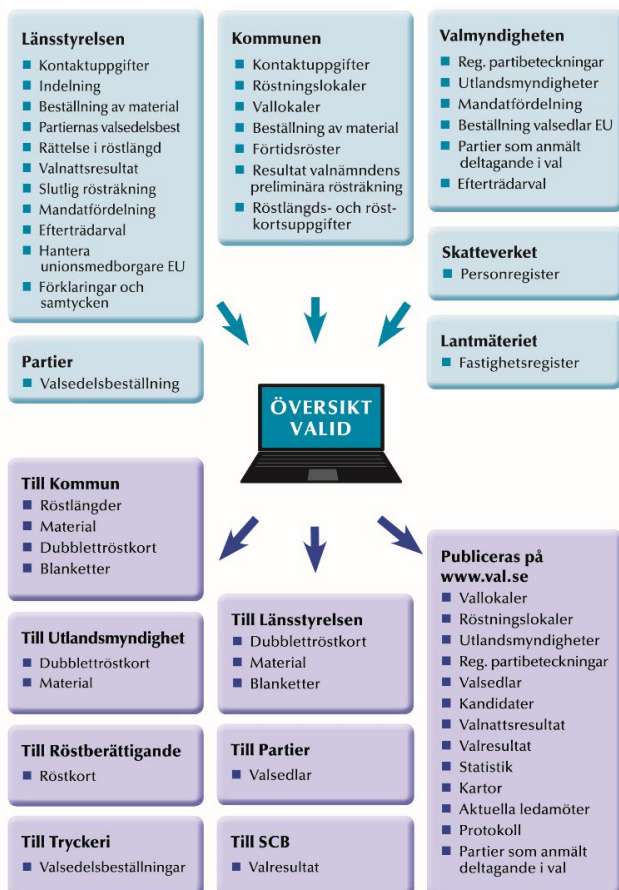 Länsstyrelsen
Kontaktuppgifter
Indelning
Beställning av material
Partiernas valsedelsbest
Rättelse i röstlängd
Valnattsresultat
Slutlig rösträkning
Mandatfördelning
Efterträdarval
Hantera
unionsmedborgare EU
Förklaringar och
samtycken
Kommunen
Kontaktuppgifter
Röstningslokaler
Vallokaler
Beställning av material
Förtidsröster
Resultat valnämndens
preliminära rösträkning
Röstlängds- och röst-
kortsuppgifter
Valmyndigheten
Reg. partibeteckningar
Utlandsmyndigheter
Mandatfördelning
Beställning valsedlar EU
Partier som anmält
deltagande i val
Efterträdarval
Skatteverket
Personregister
Partier
Valsedelsbeställning
Lantmäteriet
Fastighetsregister
ÖVERSIKT
VALID
Till Kommun
Röstlängder
Material
Dubblettröstkort
Blanketter
Till Utlandsmyndighet
Dubblettröstkort
Material
Till Röstberättigande
Röstkort
Till Tryckeri
Valsedelsbeställningar
Till Länsstyrelsen
Dubblettröstkort
Material
Blanketter
Till Partier
Valsedlar
Till SCB
Valresultat
Publiceras på
www.val.se
Vallokaler
Röstningslokaler
Utlandsmyndigheter
Reg. partibeteckningar
Valsedlar
Kandidater
Valnattsresultat
Valresultat
Statistik
Kartor
Aktuella ledamöter
Protokoll
Partier som anmält
deltagande i val